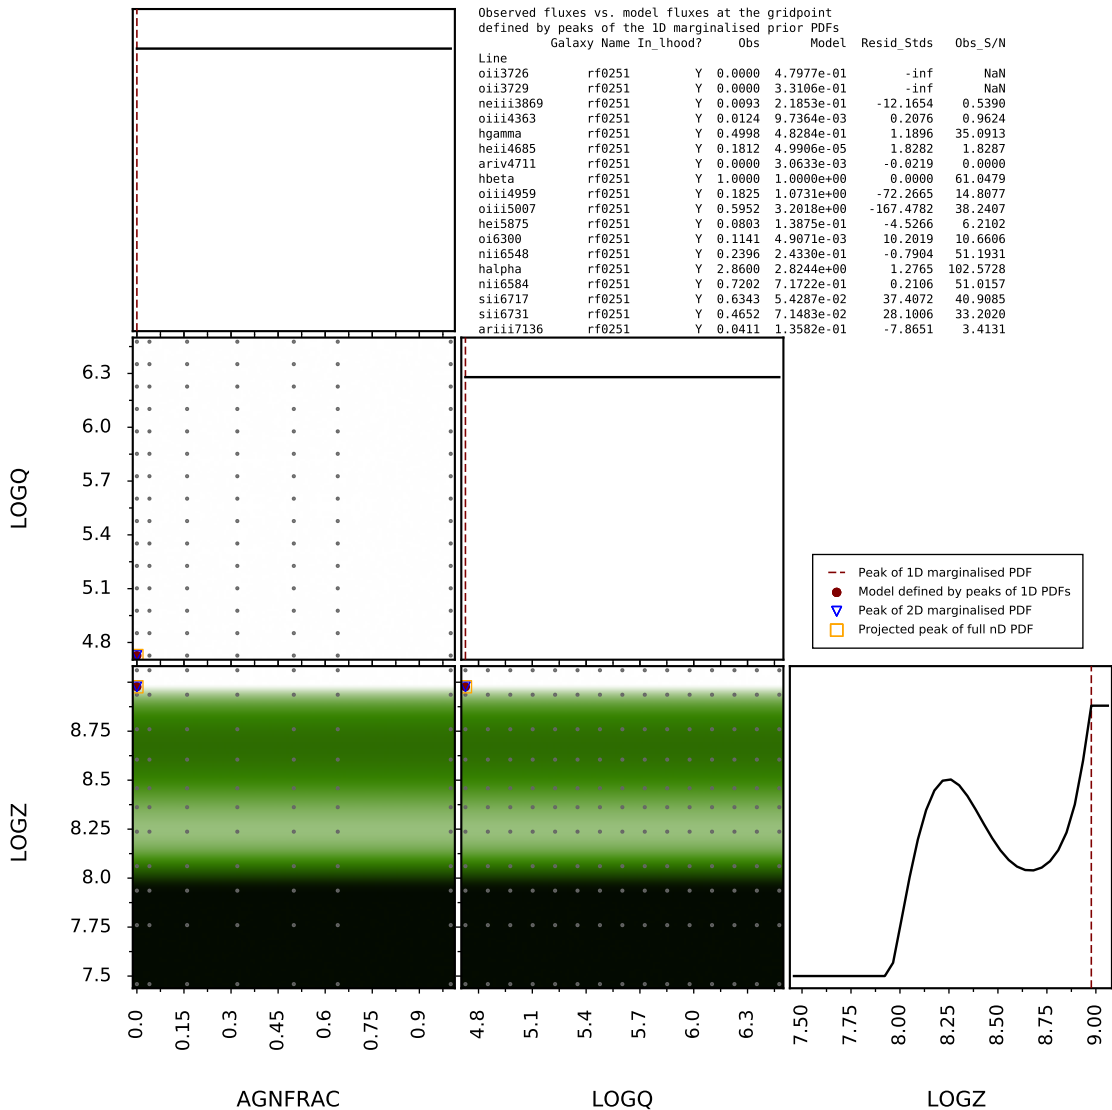 Observed fluxes vs. model fluxes at the gridpoint
defined by peaks of the 1D marginalised prior PDFs
Galaxy Name In_lhood? Obs Model Resid_Stds Obs_S/N
Line
oii3726 rf0251 Y 0.0000 4.7977e-01 -inf NaN
oii3729 rf0251 Y 0.0000 3.3106e-01 -inf NaN
neiii3869 rf0251 Y 0.0093 2.1853e-01 -12.1654 0.5390
oiii4363 rf0251 Y 0.0124 9.7364e-03 0.2076 0.9624
hgamma rf0251 Y 0.4998 4.8284e-01 1.1896 35.0913
heii4685 rf0251 Y 0.1812 4.9906e-05 1.8282 1.8287
ariv4711 rf0251 Y 0.0000 3.0633e-03 -0.0219 0.0000
hbeta rf0251 Y 1.0000 1.0000e+00 0.0000 61.0479
oiii4959 rf0251 Y 0.1825 1.0731e+00 -72.2665 14.8077
oiii5007 rf0251 Y 0.5952 3.2018e+00 -167.4782 38.2407
hei5875 rf0251 Y 0.0803 1.3875e-01 -4.5266 6.2102
oi6300 rf0251 Y 0.1141 4.9071e-03 10.2019 10.6606
nii6548 rf0251 Y 0.2396 2.4330e-01 -0.7904 51.1931
halpha rf0251 Y 2.8600 2.8244e+00 1.2765 102.5728
nii6584 rf0251 Y 0.7202 7.1722e-01 0.2106 51.0157
sii6717 rf0251 Y 0.6343 5.4287e-02 37.4072 40.9085
sii6731 rf0251 Y 0.4652 7.1483e-02 28.1006 33.2020
ariii7136 rf0251 Y 0.0411 1.3582e-01 -7.8651 3.4131
6.3
6.0
5.7
5.4
5.1
4.8
LOGQ
Peak of 1D marginalised PDF
Model defined by peaks of 1D PDFs
Peak of 2D marginalised PDF
Projected peak of full nD PDF
8.75
8.5
8.25
8.0
7.75
7.5
LOGZ
0.0 0.15 0.3 0.45 0.6 0.75 0.9
4.8 5.1 5.4 5.7 6.0 6.3
7.50 7.75 8.00 8.25 8.50 8.75 9.00
AGNFRAC LOGQ LOGZ